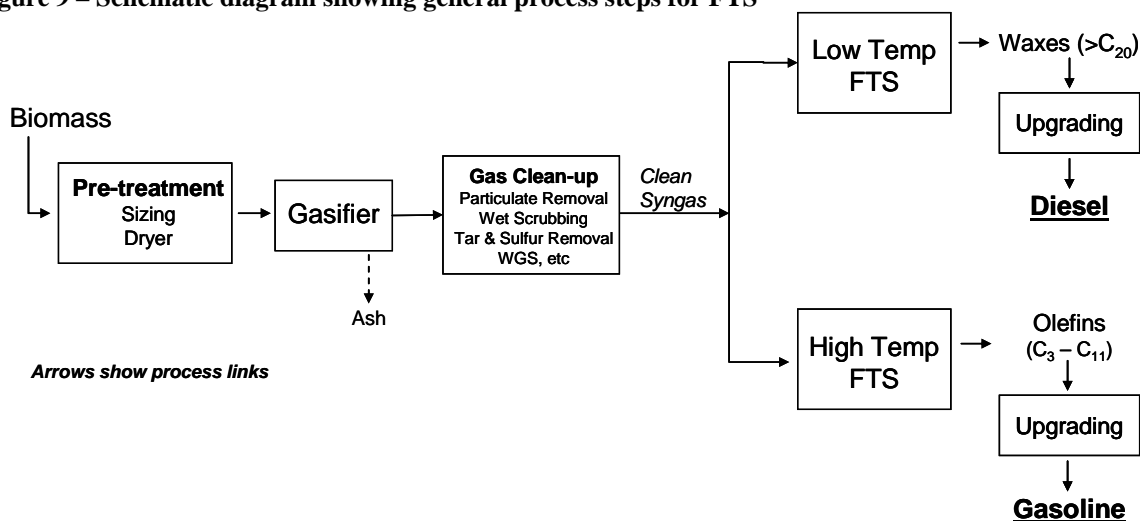 gure 9 – Schematic diagram showing general process steps for FTS
Biomass
Pre-treatment
Sizing
Dryer
Gasifier
Ash
Gas Clean-up
Particulate Removal
Wet Scrubbing
Tar & Sulfur Removal
WGS, etc
Clean
Syngas
Low Temp
FTS
Waxes (>C20)
Upgrading
Diesel
High Temp
FTS
Olefins
(C3 – C11)
Upgrading
Gasoline
Arrows show process links